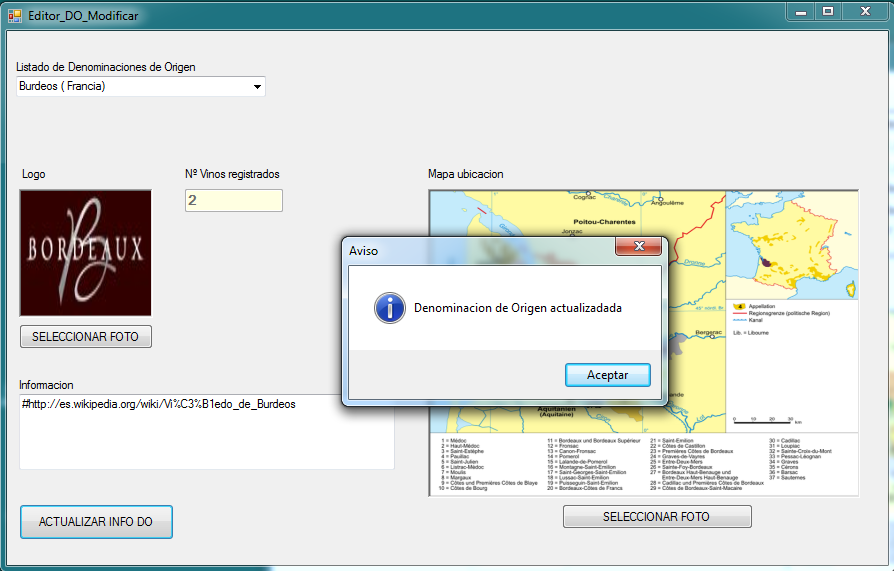 Editor_DO_Modificar
Listado de Denominaciones de Origen
Burdeos ( Francia)
Logo
Nº Vinos registrados
Mapa ubicacion
2
BORDEAUX
SELECCIONAR FOTO
Cognac
Angoulême
Poitou-Charentes
Jonzac
Gironde
Bergerac
Aquitanien
(Aquitaine)
Appellation
Regionsgrenze (politische Region)
Kanal
Lib. = Libourne
0 10 20 30 km
Aviso
Denominacion de Origen actualizadada
Aceptar
Informacion
#http://es.wikipedia.org/wiki/Vi%C3%B1edo_de_Burdeos
1 = Médoc
2 = Haut-Médoc
3 = Saint-Estèphe
4 = Pauillac
5 = Saint-Julien
6 = Listrac-Médoc
7 = Moulis
8 = Margaux
9 = Côtes und Premières Côtes de Blaye
10 = Côtes de Bourg
11 = Bordeaux und Bordeaux Supérieur
12 = Fronsac
13 = Canon-Fronsac
14 = Pomerol
15 = Lalande-de-Pomerol
16 = Montagne-Saint-Emilion
17 = Saint-Georges-Saint-Emilion
18 = Lussac-Saint-Emilion
19 = Puisseguin-Saint-Emilion
20 = Bordeaux-Côtes de Francs
21 = Saint-Emilion
22 = Côtes de Castillon
23 = Premières Côtes de Bordeaux
24 = Graves-de-Vayres
25 = Entre-Deux-Mers
26 = Sainte-Foy-Bordeaux
27 = Bordeaux Haut-Benauge und
Entre-Deux-Mers Haut-Benauge
28 = Cadillac und Premières Côtes de Bordeaux
29 = Côtes de Bordeaux-Saint-Macaire
30 = Cadillac
31 = Loupiac
32 = Sainte-Croix-du-Mont
33 = Pessac-Léognan
34 = Graves
35 = Cérons
36 = Barsac
37 = Sauternes
ACTUALIZAR INFO DO
SELECCIONAR FOTO